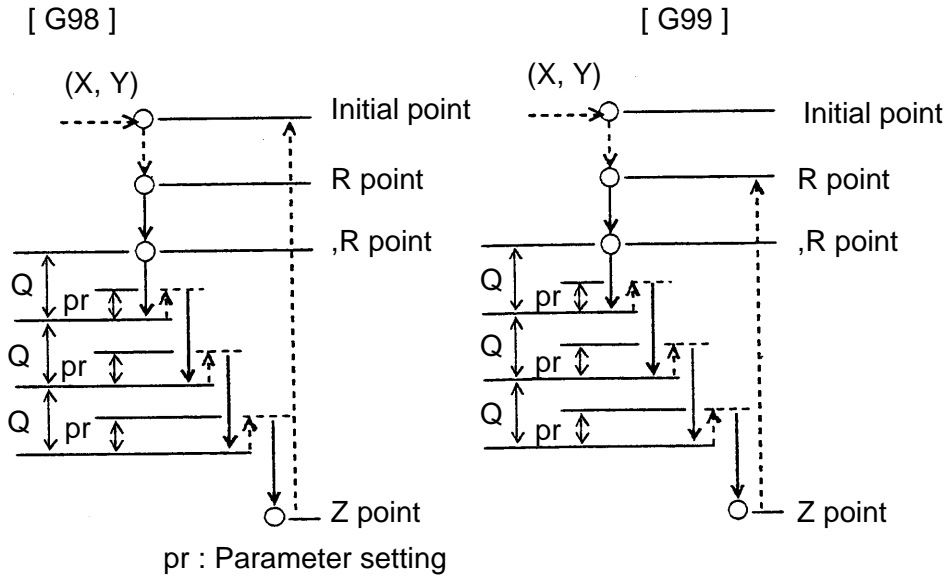 [ G98 ]
(X, Y)
Initial point
R point
,R point
Q
pr
Q
pr
Q
pr
Z point
pr : Parameter setting
[ G99 ]
(X, Y)
Initial point
R point
,R point
Q
pr
Q
pr
Q
pr
Z point